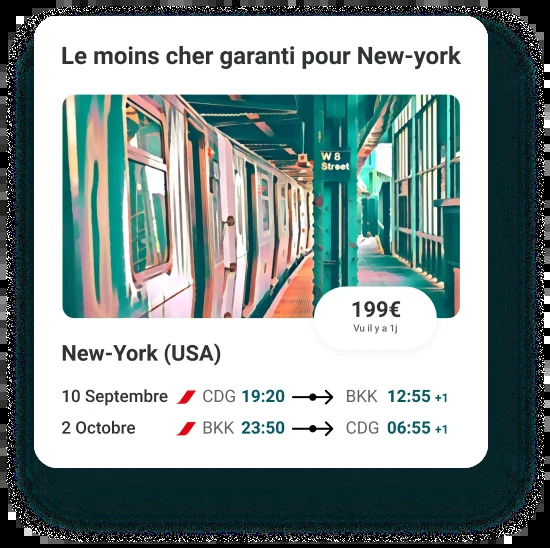 Le moins cher garanti pour New-york
W 8
Street
199€
Vu il y a 1j
New-York (USA)
10 Septembre CDG 19:20 BKK 12:55 +1
2 Octobre BKK 23:50 CDG 06:55 +1